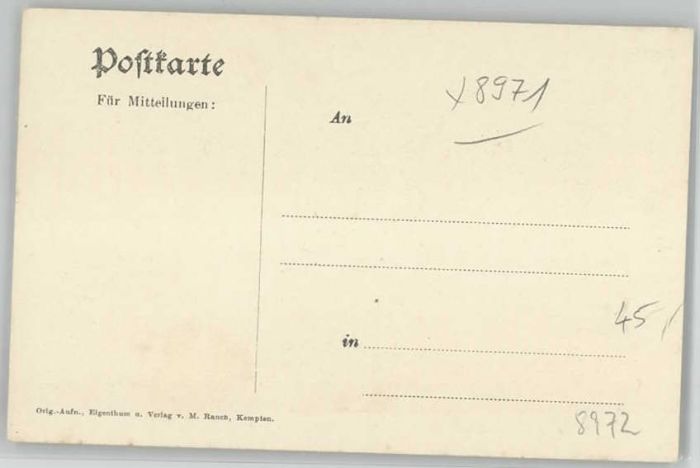 Postkarte
Für Mitteilungen:
x8971
An
45
in
Orig.-Aufn., Eigenthum u. Verlag v. M. Rauch, Kempten.
8972